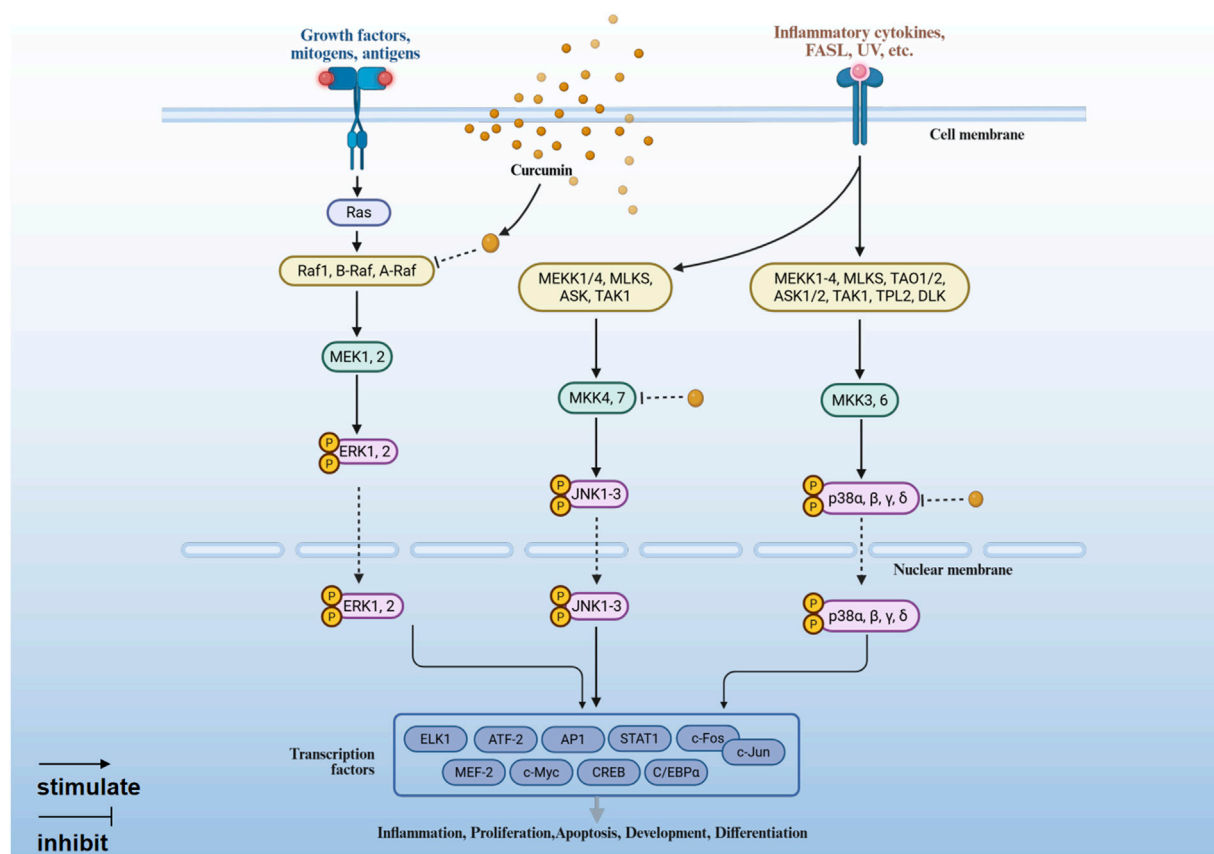 Growth factors,
mitogens, antigens
Inflammatory cytokines,
FASL, UV, etc.
Cell membrane
Curcumin
Ras
Raf1, B-Raf, A-Raf
MEKK1/4, MLKS,
ASK, TAK1
MEKK1-4, MLKS, TAO1/2,
ASK1/2, TAK1, TPL2, DLK
MEK1, 2
MKK4, 7
MKK3, 6
P
P
ERK1, 2
P
P
JNK1-3
P
P
p38α, β, γ, δ
Nuclear membrane
P
P
ERK1, 2
P
P
JNK1-3
P
P
p38α, β, γ, δ
Transcription
factors
ELK1
ATF-2
AP1
STAT1
c-Fos
c-Jun
MEF-2
c-Myc
CREB
C/EBPα
stimulate
inhibit
Inflammation, Proliferation,Apoptosis, Development, Differentiation